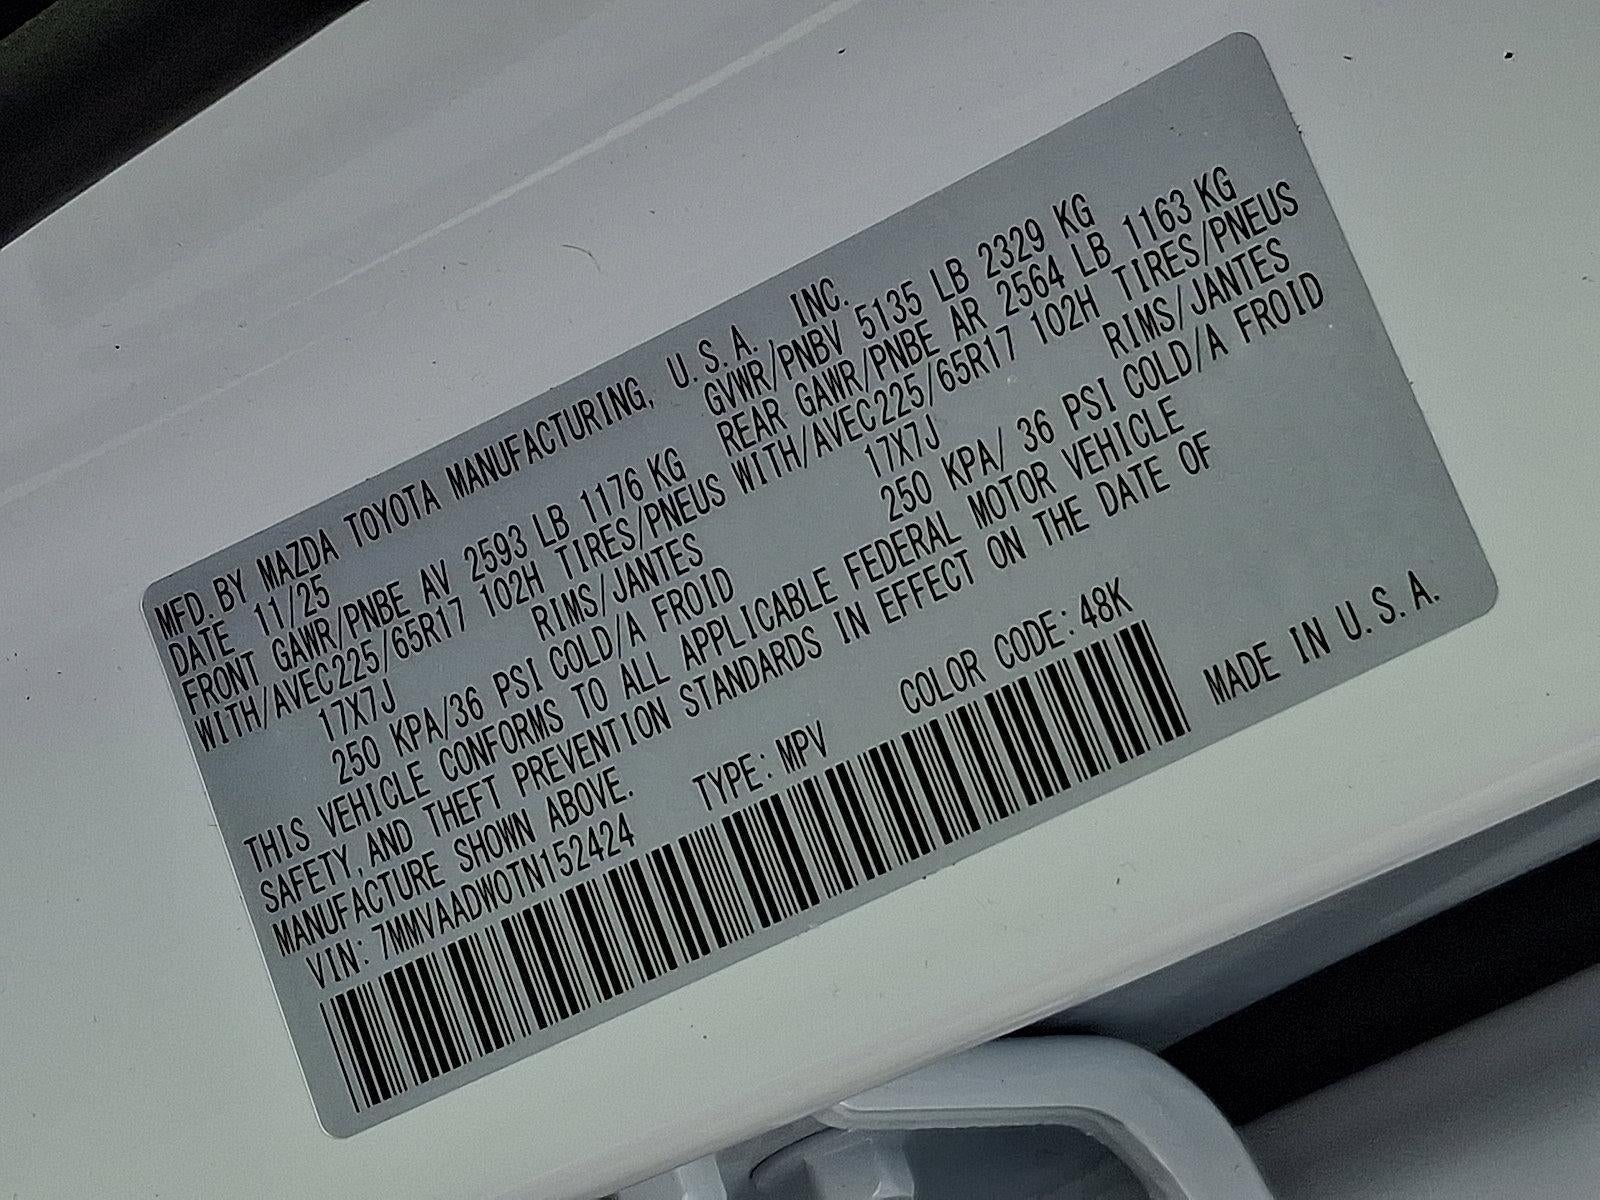 MFD. BY MAZDA TOYOTA MANUFACTURING, U.S.A. INC.
DATE 11/25 GVWR/PNBV 5135 LB 2329 KG
FRONT GAWR/PNBE AV 2593 LB 1176 KG REAR GAWR/PNBE AR 2564 LB 1163 KG
WITH/AVEC225/65R17 102H TIRES/PNEUS WITH/AVEC225/65R17 102H TIRES/PNEUS
17X7J RIMS/JANTES 17X7J RIMS/JANTES
250 KPA/36 PSI COLD/A FROID 250 KPA/ 36 PSI COLD/A FROID
THIS VEHICLE CONFORMS TO ALL APPLICABLE FEDERAL MOTOR VEHICLE
SAFETY, AND THEFT PREVENTION STANDARDS IN EFFECT ON THE DATE OF
MANUFACTURE SHOWN ABOVE.
VIN: 7MMVAADW0TN152424 TYPE: MPV COLOR CODE: 48K
MADE IN U.S.A.